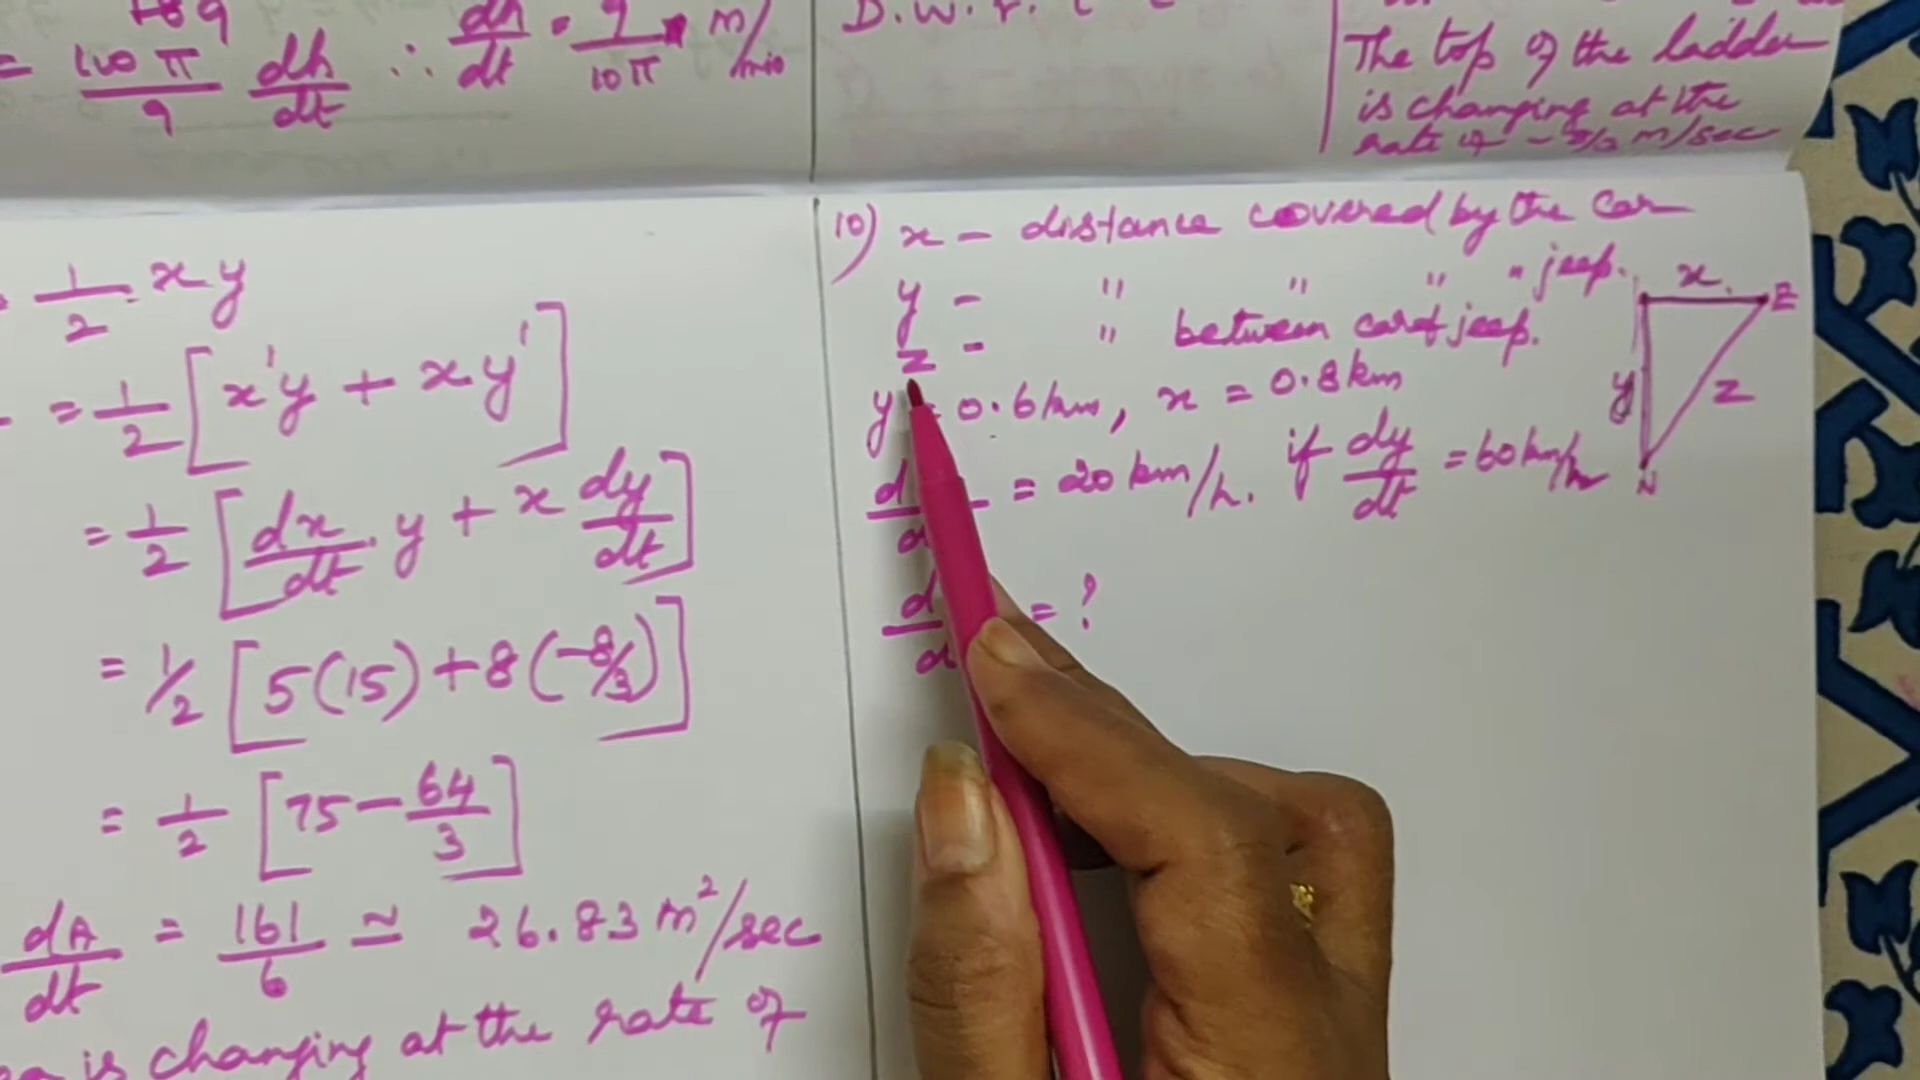 = 100π/9 dh/dt ∴ dh/dt = 9/10π m/min
D.w.r.
The top of the ladder
is changing at the
rate of - 8/3 m/sec
1/2 . xy
= 1/2 [x'y + xy']
= 1/2 [dx/dt . y + x dy/dt]
= 1/2 [5(15) + 8(-8/3)]
= 1/2 [75 - 64/3]
dA/dt = 161/6 ≃ 26.83 m²/sec
is changing at the rate of
10) x - distance covered by the car
y - " " " " jeep.
z - " between car & jeep.
y = 0.6 km, x = 0.8 km
= 20 km/h. if dy/dt = 60 km/h
= ?
x E
y z
N